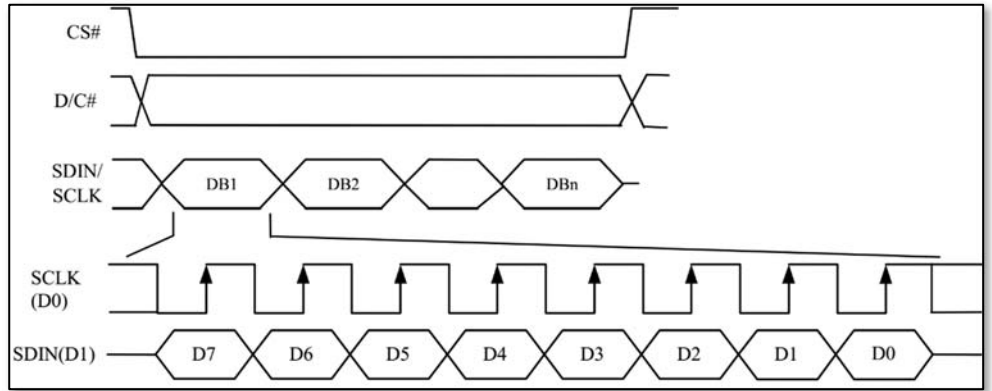 CS#
D/C#
SDIN/
SCLK
DB1 DB2 DBn
SCLK
(D0)
SDIN(D1) D7 D6 D5 D4 D3 D2 D1 D0